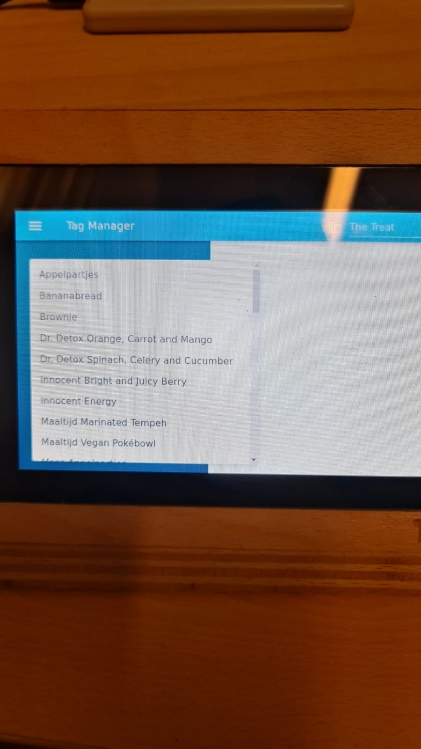 Tag Manager
The Treat
Appelpartjes
Bananabread
Brownie
Dr. Detox Orange, Carrot and Mango
Dr. Detox Spinach, Celery and Cucumber
Innocent Bright and Juicy Berry
Innocent Energy
Maaltijd Marinated Tempeh
Maaltijd Vegan Pokébowl